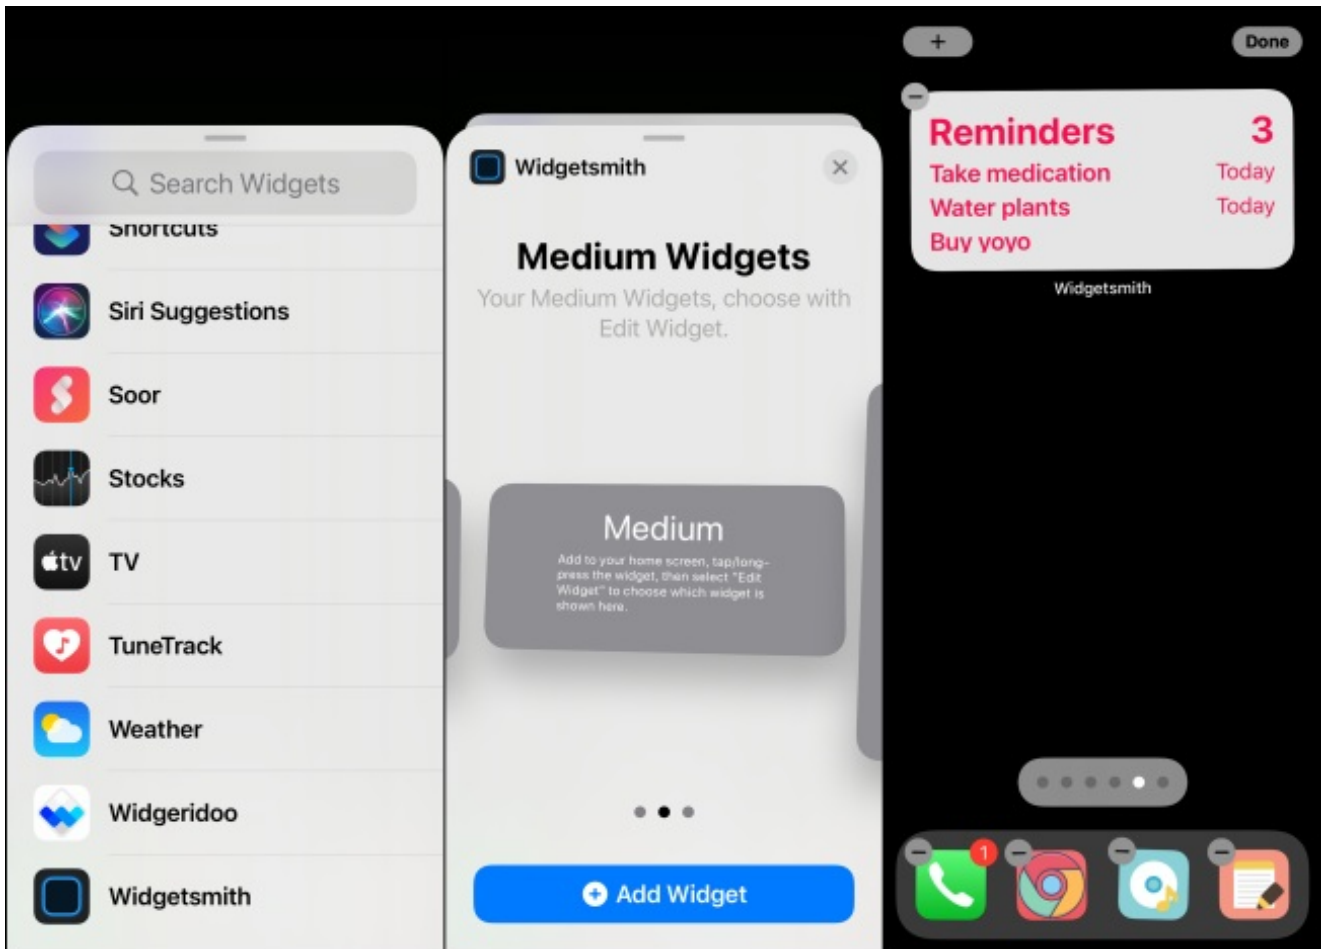 Search Widgets
Shortcuts
Siri Suggestions
Soor
Stocks
tv
TV
TuneTrack
Weather
Widgeridoo
Widgetsmith
Widgetsmith
Medium Widgets
Your Medium Widgets, choose with
Edit Widget.
Medium
Add to your home screen, tap/long-
press the widget, then select "Edit
Widget" to choose which widget is
shown here.
Add Widget
+
Done
Reminders 3
Take medication Today
Water plants Today
Buy yoyo
Widgetsmith
1